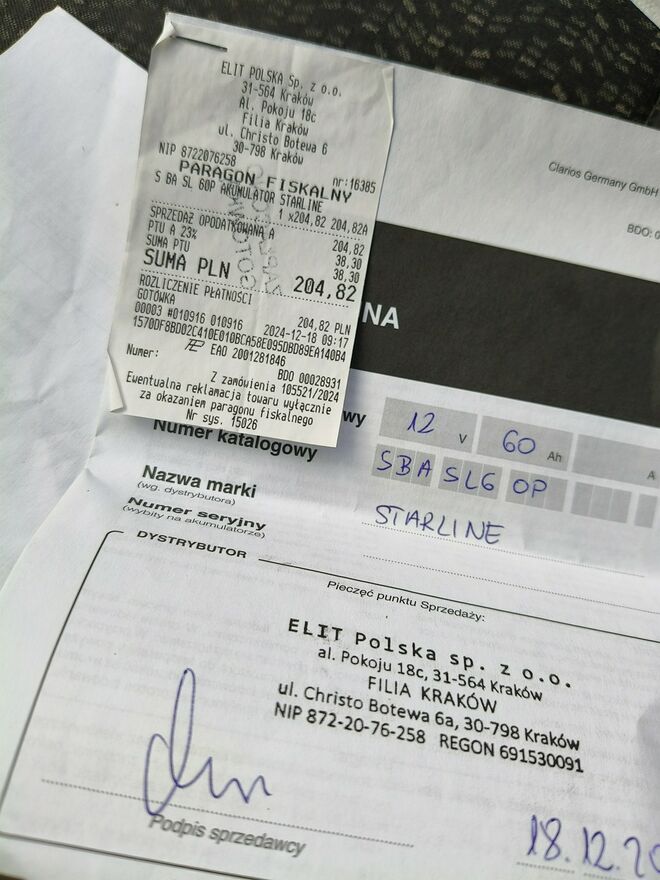 ELIT POLSKA Sp. z o.o.
31-564 Kraków
Al. Pokoju 18c
Filia Kraków
ul. Christo Botewa 6
30-798 Kraków
NIP 8722076258
nr:16385
PARAGON FISKALNY
S BA SL 60P AKUMULATOR STARLINE
1 x204,82 204,82A
SPRZEDAŻ OPODATKOWANA A 204,82
PTU A 23% 38,30
SUMA PTU 38,30
SUMA PLN 204,82
ROZLICZENIE PŁATNOŚCI
GOTÓWKA 204,82 PLN
00003 #010916 010916 2024-12-18 09:17
1570DF8BD02C410E010BCA58E095DBD89EA140B4
EAO 2001281846
Numer: BDO 00028931
Z zamówienia 105521/2024
Ewentualna reklamacja towaru wyłącznie
za okazaniem paragonu fiskalnego
Nr sys. 15026
Clarios Germany GmbH
BDO: 0
NA
wy 12 V 60 Ah A
Numer katalogowy SBA SL6 OP
Nazwa marki STARLINE
(wg. dystrybutora)
Numer seryjny
(wybity na akumulatorze)
DYSTRYBUTOR
Pieczęć punktu Sprzedaży:
ELIT Polska sp. z o.o.
al. Pokoju 18c, 31-564 Kraków
FILIA KRAKÓW
ul. Christo Botewa 6a, 30-798 Kraków
NIP 872-20-76-258 REGON 691530091
Podpis sprzedawcy
18.12.20